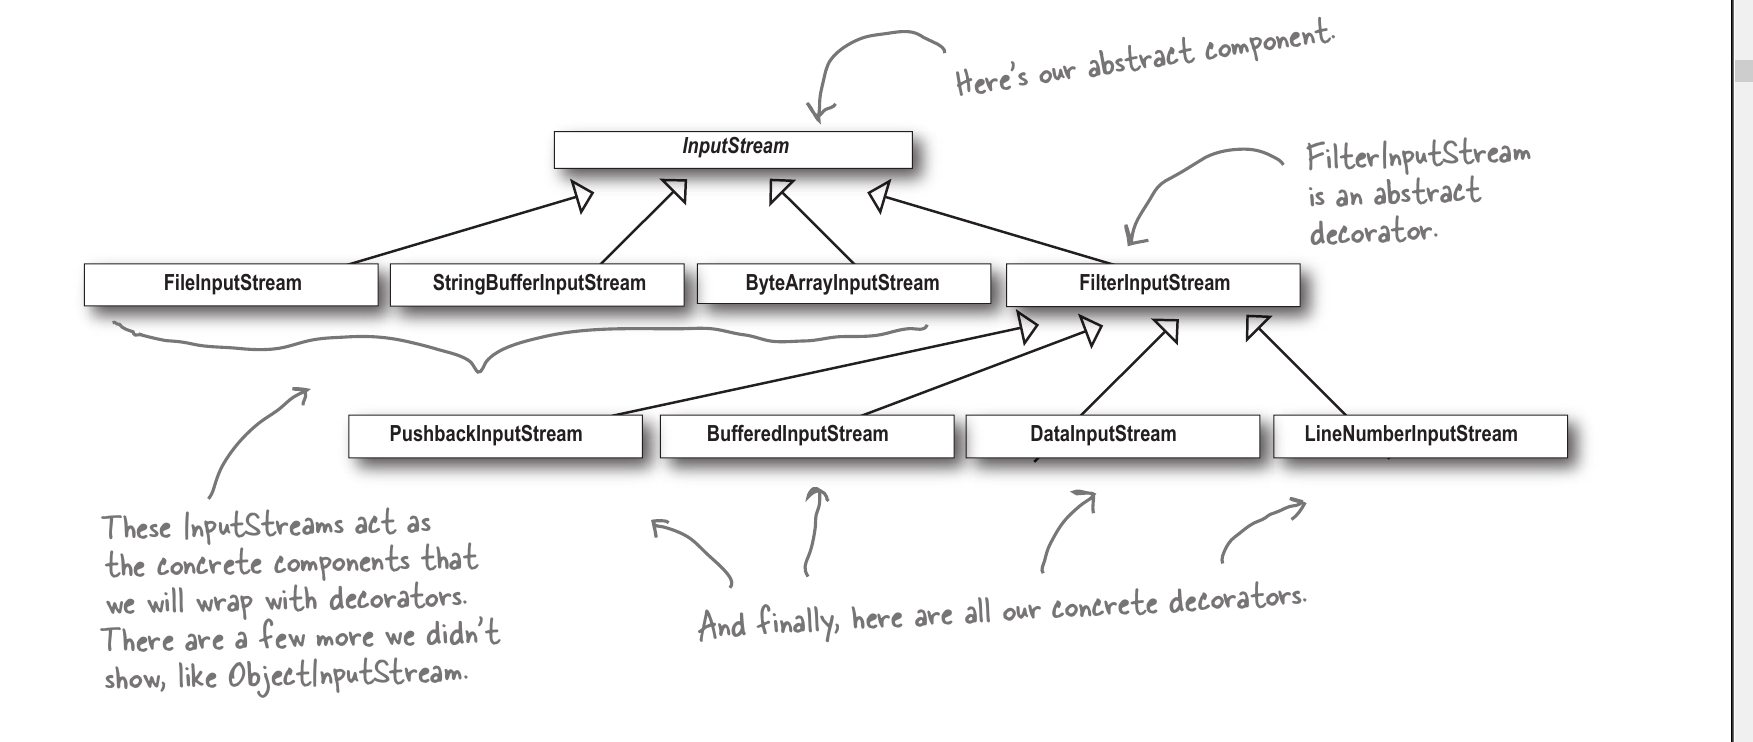 Here's our abstract component.
InputStream
FilterInputStream
is an abstract
decorator.
FileInputStream
StringBufferInputStream
ByteArrayInputStream
FilterInputStream
PushbackInputStream
BufferedInputStream
DataInputStream
LineNumberInputStream
These InputStreams act as
the concrete components that
we will wrap with decorators.
There are a few more we didn't
show, like ObjectInputStream.
And finally, here are all our concrete decorators.